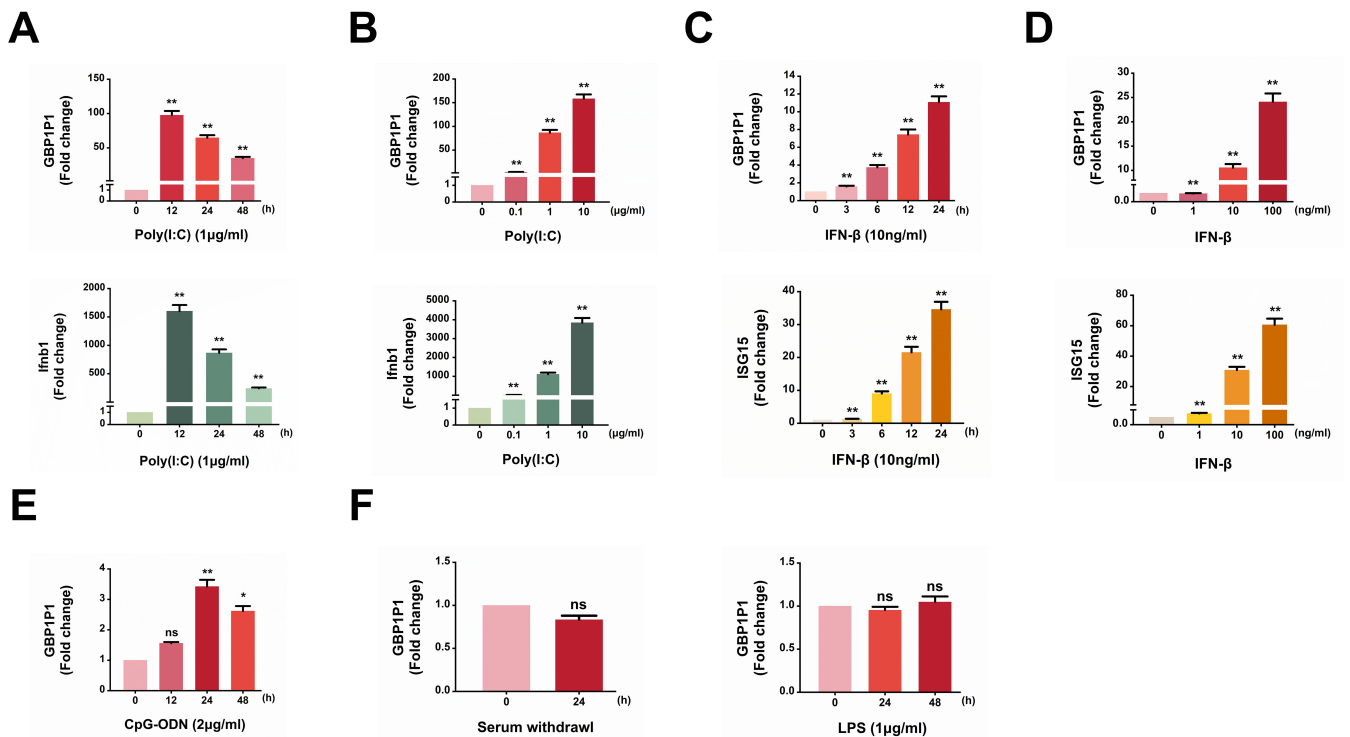 A
GBP1P1
(Fold change)
150
100
50
1
0
**
**
**
0 12 24 48 (h)
Poly(I:C) (1μg/ml)
Ifnb1
(Fold change)
2000
1500
1000
500
1
0
**
**
**
0 12 24 48 (h)
Poly(I:C) (1μg/ml)
B
GBP1P1
(Fold change)
200
150
100
50
1
0
**
**
**
0 0.1 1 10 (μg/ml)
Poly(I:C)
Ifnb1
(Fold change)
5000
4000
3000
2000
1000
1
0
**
**
**
0 0.1 1 10 (μg/ml)
Poly(I:C)
C
GBP1P1
(Fold change)
14
12
10
8
6
4
2
0
**
**
**
**
0 3 6 12 24 (h)
IFN-β (10ng/ml)
ISG15
(Fold change)
40
30
20
10
0
**
**
**
**
0 3 6 12 24 (h)
IFN-β (10ng/ml)
D
GBP1P1
(Fold change)
30
25
20
15
10
0.0
**
**
**
0 1 10 100 (ng/ml)
IFN-β
ISG15
(Fold change)
80
60
40
20
0.0
**
**
**
0 1 10 100 (ng/ml)
IFN-β
E
GBP1P1
(Fold change)
4
3
2
1
0
ns
**
*
0 12 24 48 (h)
CpG-ODN (2μg/ml)
F
GBP1P1
(Fold change)
1.5
1.0
0.5
0.0
ns
0 24 (h)
Serum withdrawl
GBP1P1
(Fold change)
1.5
1.0
0.5
0.0
ns
ns
0 24 48 (h)
LPS (1μg/ml)